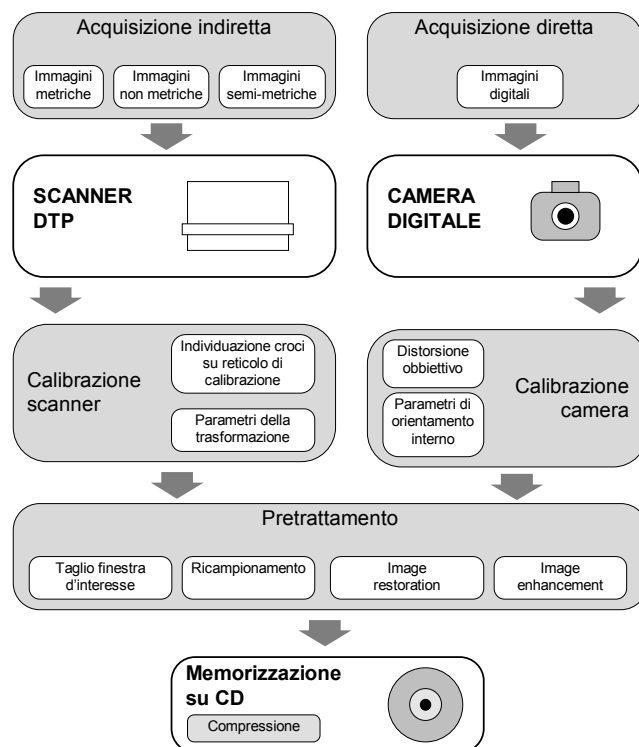 Acquisizione indiretta
Immagini
metriche
Immagini
non metriche
Immagini
semi-metriche
Acquisizione diretta
Immagini
digitali
SCANNER
DTP
CAMERA
DIGITALE
Calibrazione
scanner
Individuazione croci
su reticolo di
calibrazione
Parametri della
trasformazione
Distorsione
obbiettivo
Parametri di
orientamento
interno
Calibrazione
camera
Pretrattamento
Taglio finestra
d'interesse
Ricampionamento
Image
restoration
Image
enhancement
Memorizzazione
su CD
Compressione